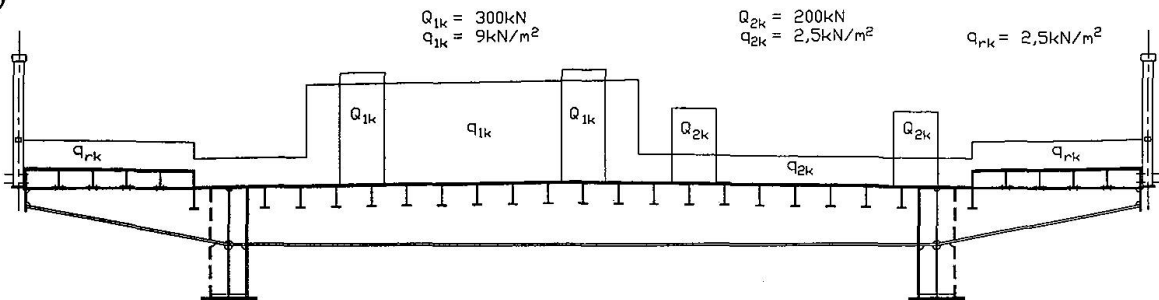 Q1k = 300kN
q1k = 9kN/m²
Q2k = 200kN
q2k = 2,5kN/m²
qrk = 2,5kN/m²
qrk
Q1k
q1k
Q1k
Q2k
q2k
Q2k
qrk